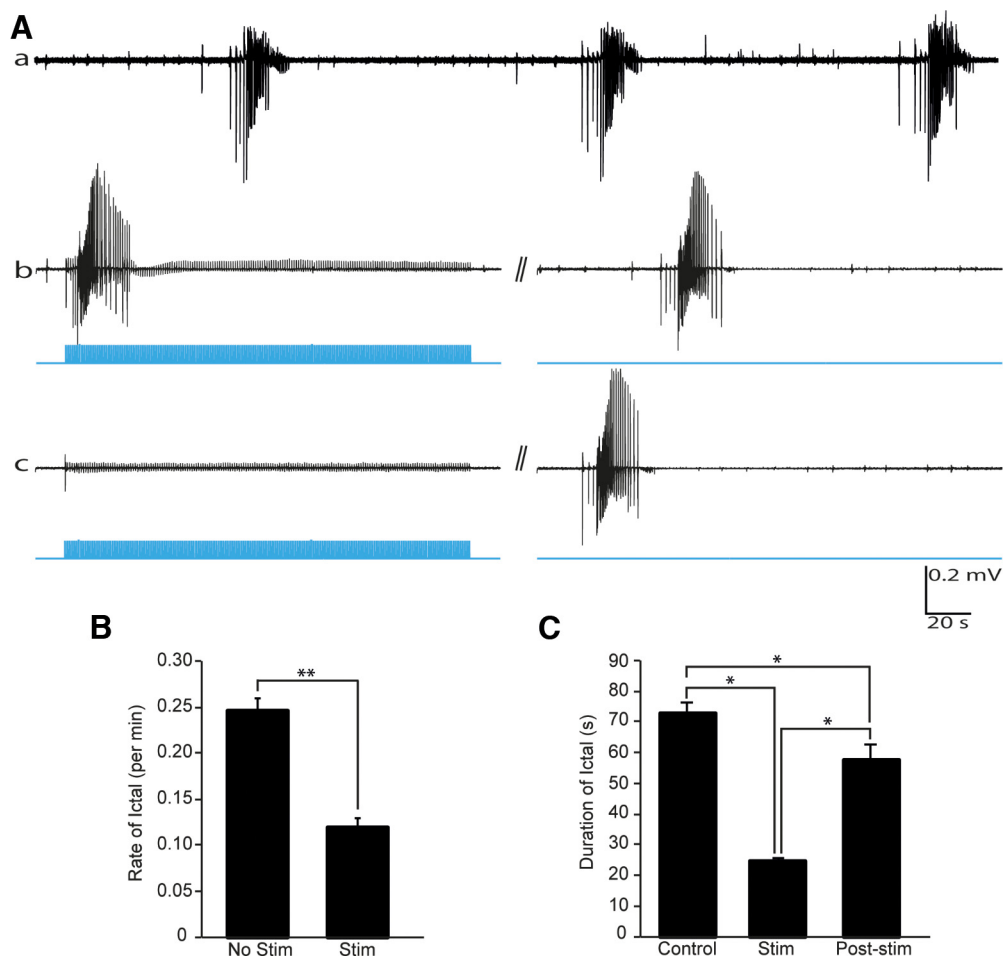 A
a
b
//
c
//
0.2 mV
20 s
B
Rate of Ictal (per min)
0.30
0.25
0.20
0.15
0.10
0.05
0
**
No Stim
Stim
C
Duration of Ictal (s)
90
80
70
60
50
40
30
20
10
0
*
*
*
Control
Stim
Post-stim